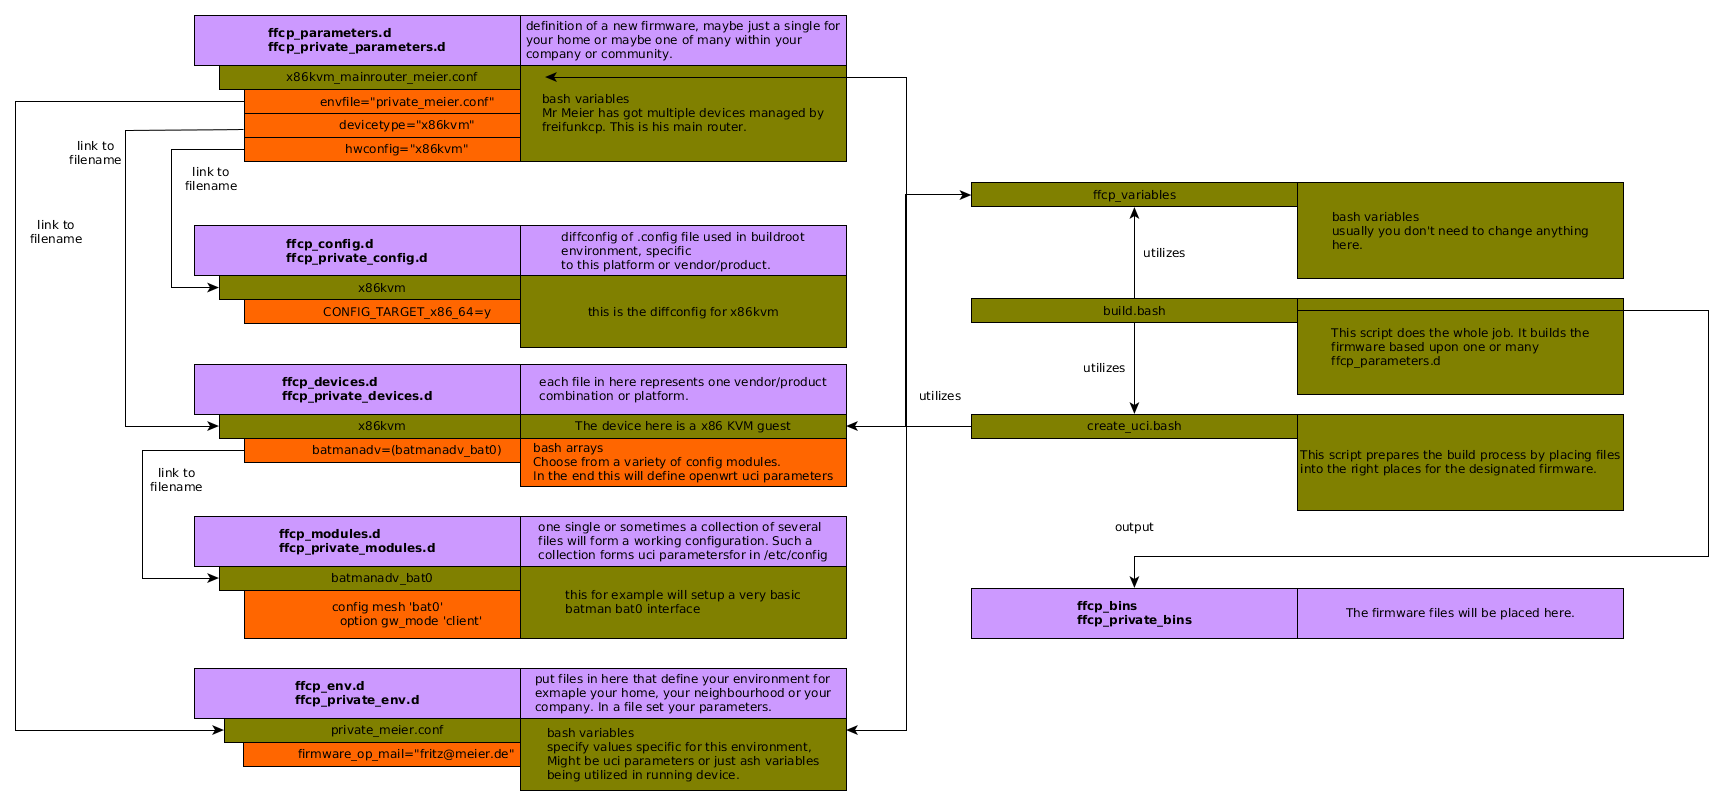 ffcp_parameters.d
ffcp_private_parameters.d
definition of a new firmware, maybe just a single for
your home or maybe one of many within your
company or community.
x86kvm_mainrouter_meier.conf
envfile="private_meier.conf"
devicetype="x86kvm"
hwconfig="x86kvm"
bash variables
Mr Meier has got multiple devices managed by
freifunkcp. This is his main router.
link to
filename
link to
filename
link to
filename
ffcp_config.d
ffcp_private_config.d
diffconfig of .config file used in buildroot
environment, specific
to this platform or vendor/product.
x86kvm
CONFIG_TARGET_x86_64=y
this is the diffconfig for x86kvm
ffcp_devices.d
ffcp_private_devices.d
each file in here represents one vendor/product
combination or platform.
x86kvm
The device here is a x86 KVM guest
batmanadv=(batmanadv_bat0)
bash arrays
Choose from a variety of config modules.
In the end this will define openwrt uci parameters
link to
filename
ffcp_modules.d
ffcp_private_modules.d
one single or sometimes a collection of several
files will form a working configuration. Such a
collection forms uci parametersfor in /etc/config
batmanadv_bat0
config mesh 'bat0'
option gw_mode 'client'
this for example will setup a very basic
batman bat0 interface
ffcp_env.d
ffcp_private_env.d
put files in here that define your environment for
exmaple your home, your neighbourhood or your
company. In a file set your parameters.
private_meier.conf
firmware_op_mail="fritz@meier.de"
bash variables
specify values specific for this environment,
Might be uci parameters or just ash variables
being utilized in running device.
ffcp_variables
bash variables
usually you don't need to change anything
here.
utilizes
build.bash
This script does the whole job. It builds the
firmware based upon one or many
ffcp_parameters.d
utilizes
utilizes
create_uci.bash
This script prepares the build process by placing files
into the right places for the designated firmware.
output
ffcp_bins
ffcp_private_bins
The firmware files will be placed here.